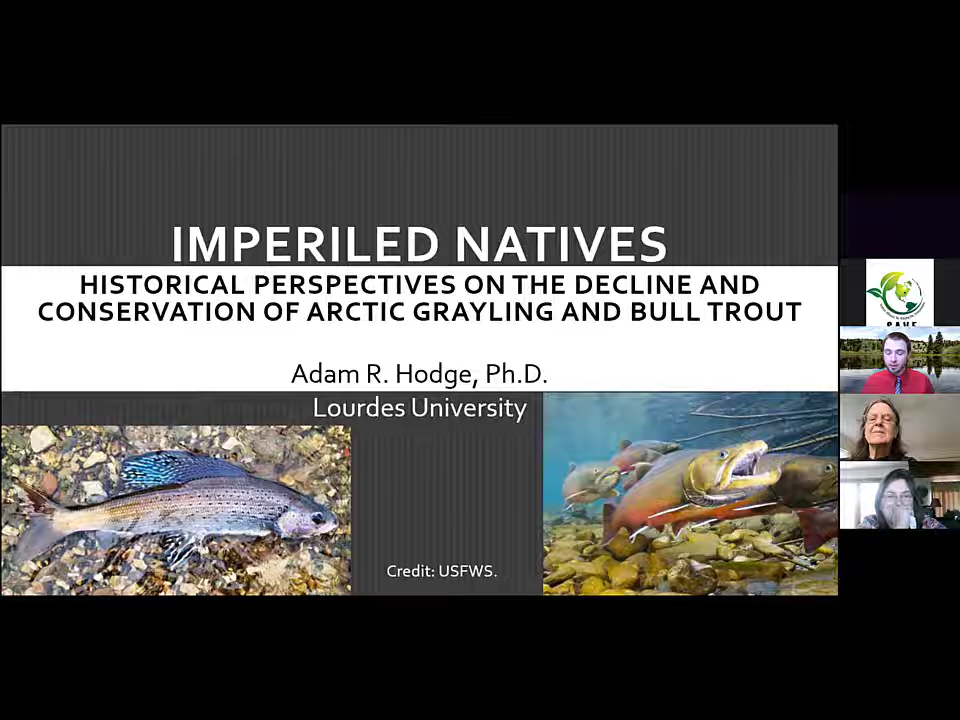 IMPERILED NATIVES
HISTORICAL PERSPECTIVES ON THE DECLINE AND
CONSERVATION OF ARCTIC GRAYLING AND BULL TROUT
Adam R. Hodge, Ph.D.
Lourdes University
Credit: USFWS.
SAVE